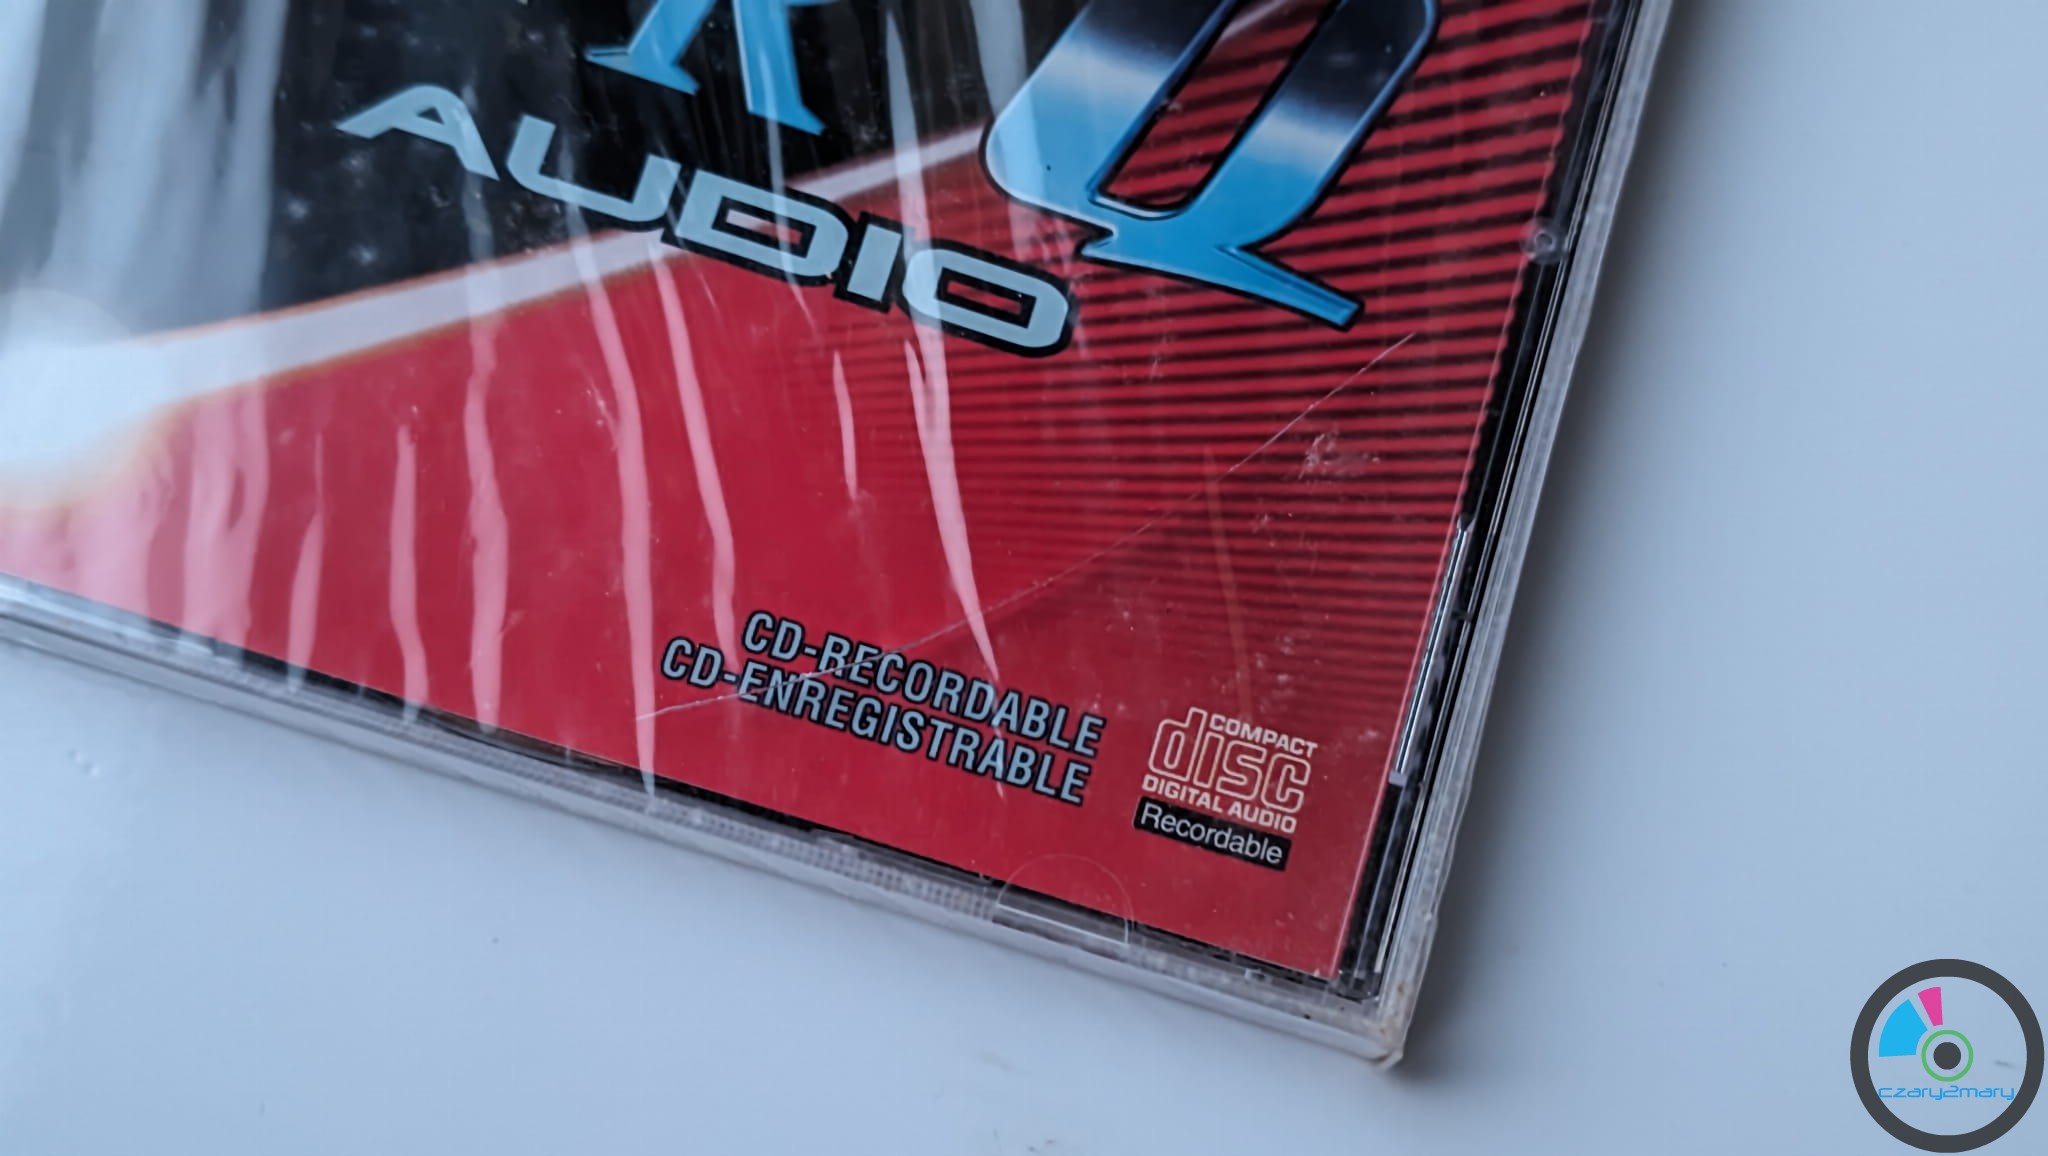 AUDIO
CD-RECORDABLE
CD-ENREGISTRABLE
COMPACT
disc
DIGITAL AUDIO
Recordable
czary2mary